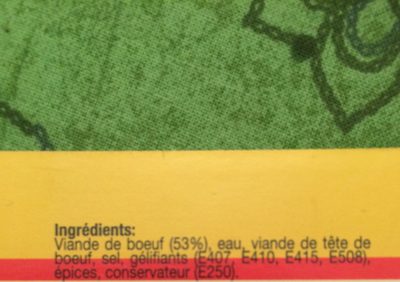 Ingrédients:
Viande de boeuf (53%), eau, viande de tête de
boeuf, sel, gélifiants (E407, E410, E415, E508),
épices, conservateur (E250).